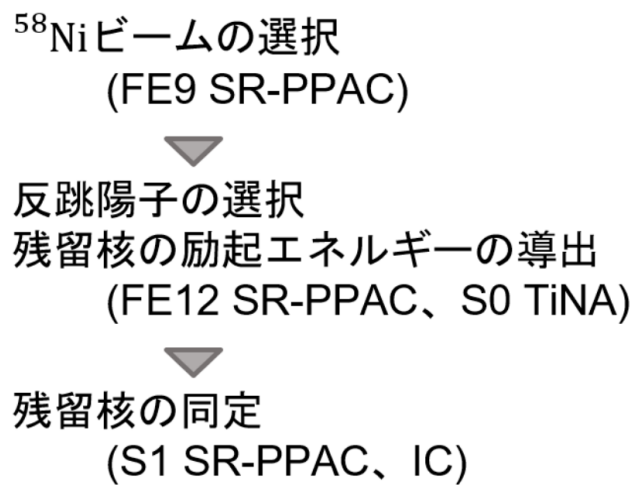 ⁵⁸Niビームの選択
(FE9 SR-PPAC)
反跳陽子の選択
残留核の励起エネルギーの導出
(FE12 SR-PPAC、S0 TiNA)
残留核の同定
(S1 SR-PPAC、IC)